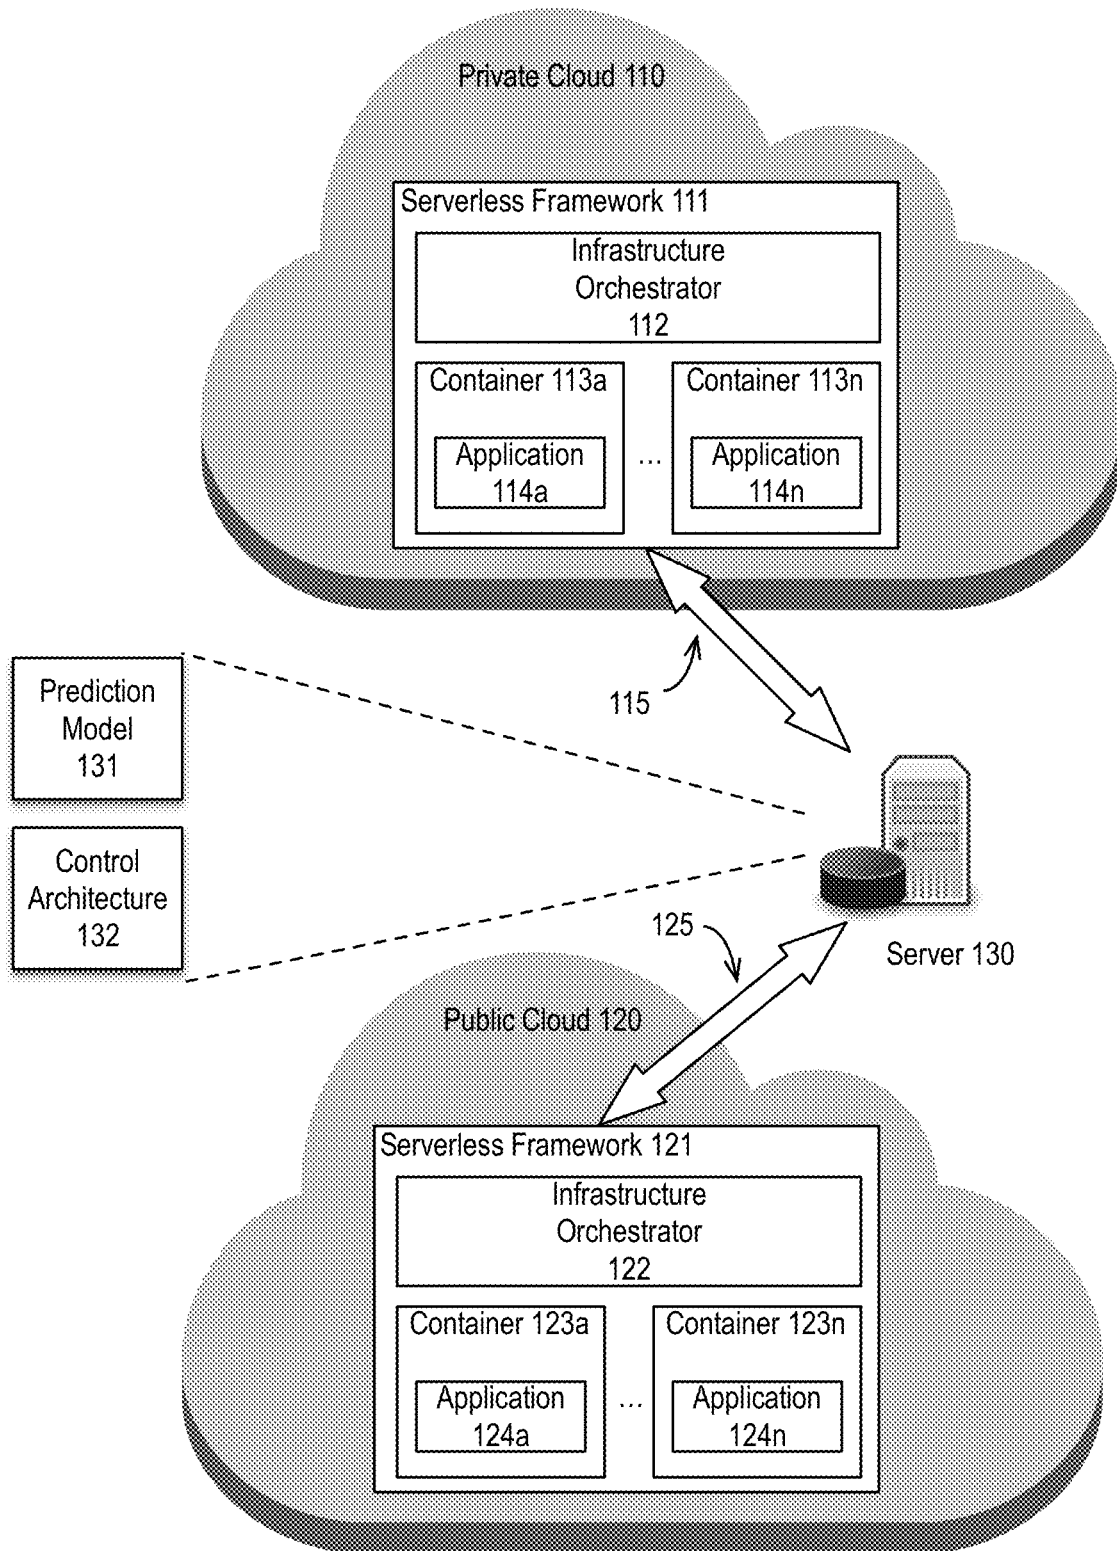 Private Cloud 110
Serverless Framework 111
Infrastructure
Orchestrator
112
Container 113a
Application
114a
...
Container 113n
Application
114n
115
Prediction
Model
131
Control
Architecture
132
125
Server 130
Public Cloud 120
Serverless Framework 121
Infrastructure
Orchestrator
122
Container 123a
Application
124a
...
Container 123n
Application
124n